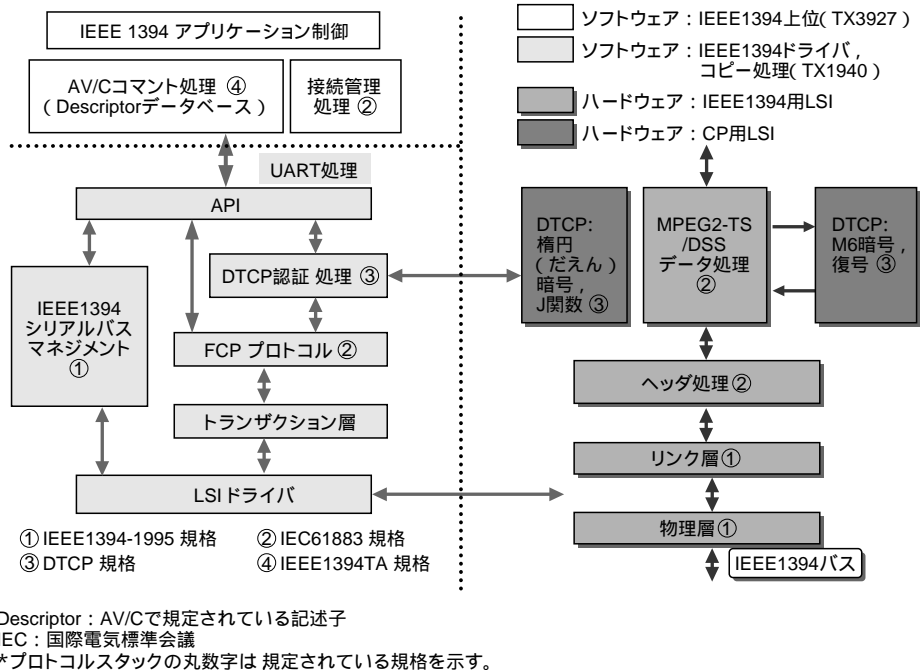 IEEE 1394 アプリケーション制御
AV/Cコマント処理 ④
( Descriptorデータベース )
接続管理
処理 ②
UART処理
API
DTCP認証 処理 ③
IEEE1394
シリアルバス
マネジメント
①
FCP プロトコル ②
トランザクション層
LSIドライバ
① IEEE1394-1995 規格
② IEC61883 規格
③ DTCP 規格
④ IEEE1394TA 規格
ソフトウェア : IEEE1394上位( TX3927 )
ソフトウェア : IEEE1394ドライバ ,
コピー処理( TX1940 )
ハードウェア : IEEE1394用LSI
ハードウェア : CP用LSI
DTCP:
楕円
( だえん )
暗号 ,
J関数 ③
MPEG2-TS
/DSS
データ処理
②
DTCP:
M6暗号 ,
復号 ③
ヘッダ処理 ②
リンク層 ①
物理層 ①
IEEE1394バス
Descriptor : AV/Cで規定されている記述子
IEC : 国際電気標準会議
*プロトコルスタックの丸数字は 規定されている規格を示す。